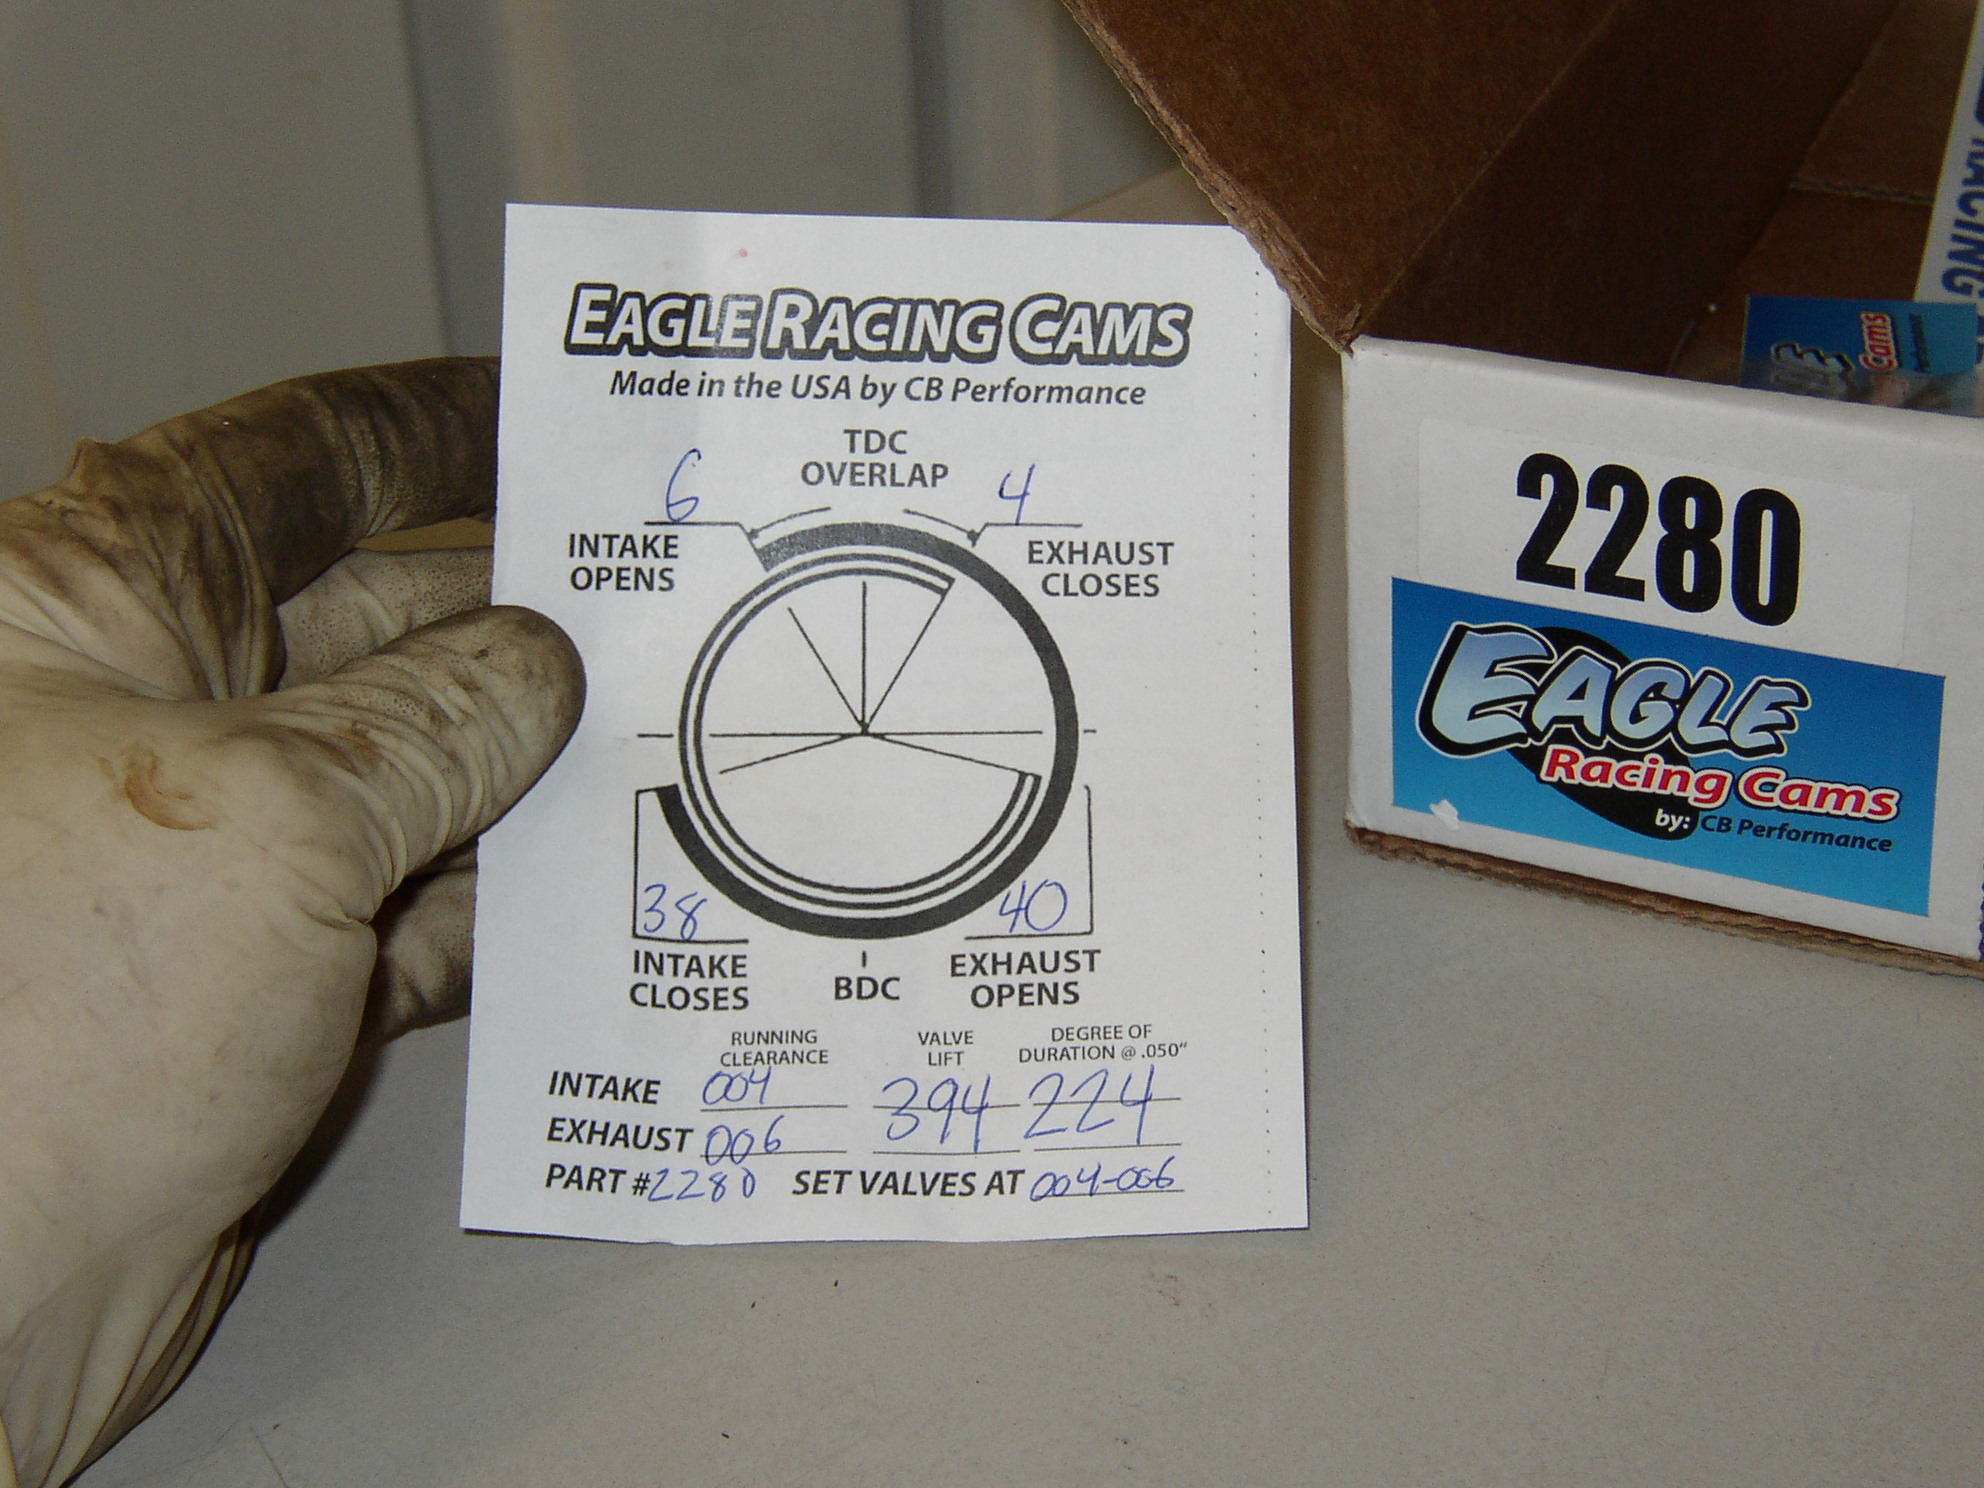 EAGLE RACING CAMS
Made in the USA by CB Performance
TDC
OVERLAP
6
4
INTAKE
OPENS
EXHAUST
CLOSES
38
40
INTAKE
CLOSES
BDC
EXHAUST
OPENS
RUNNING
CLEARANCE
VALVE
LIFT
DEGREE OF
DURATION @ .050"
INTAKE 004 394 224
EXHAUST 006
PART #2280 SET VALVES AT 004-006
2280
EAGLE
Racing Cams
by: CB Performance
RACING
Cams